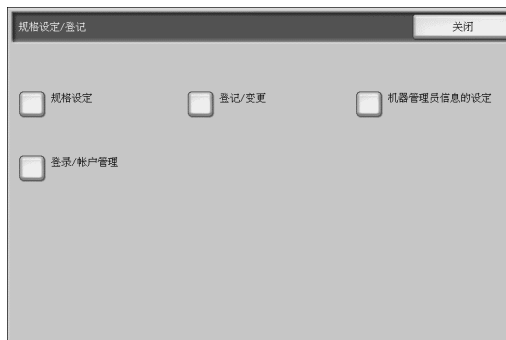 规格设定/登记
关闭
规格设定
登记/变更
机器管理员信息的设定
登录/帐户管理